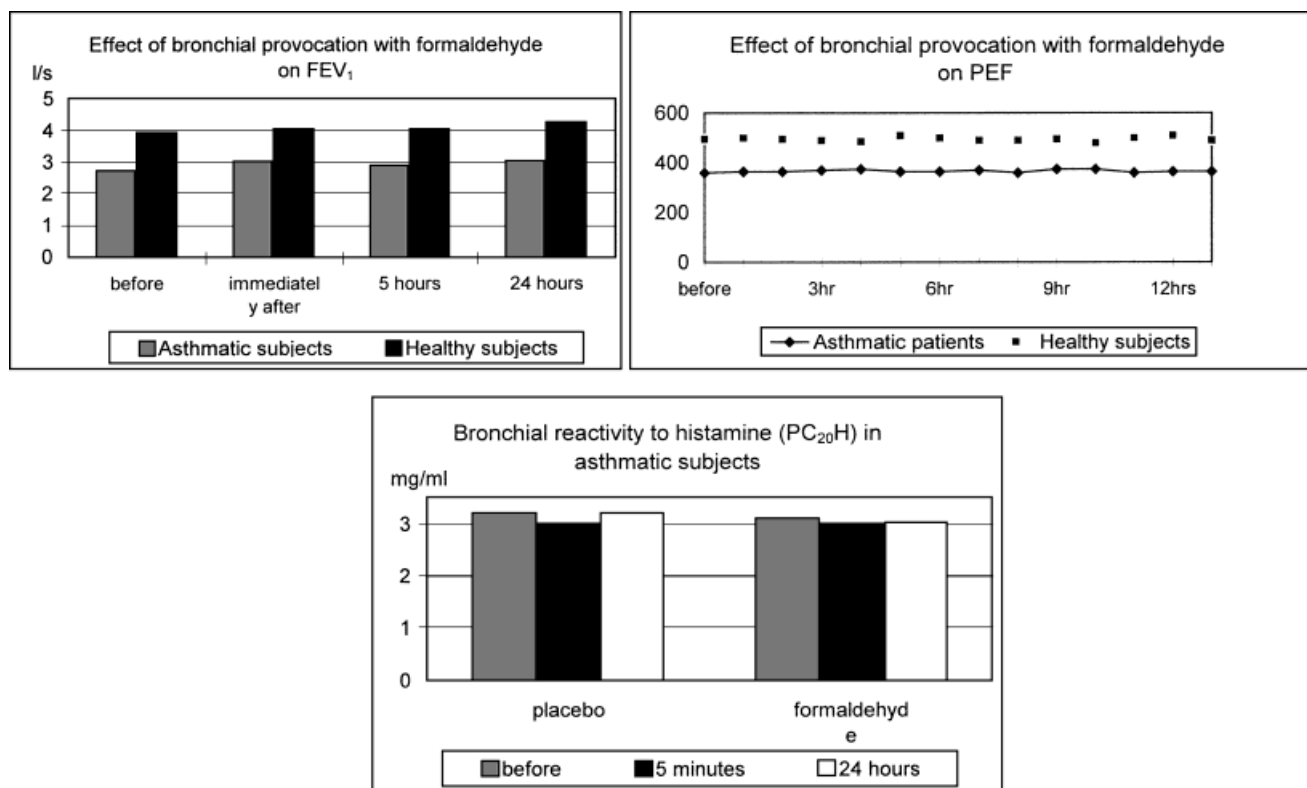 Effect of bronchial provocation with formaldehyde
on FEV₁
l/s
5
4
3
2
1
0
before
immediatel
y after
5 hours
24 hours
Asthmatic subjects
Healthy subjects
Effect of bronchial provocation with formaldehyde
on PEF
600
400
200
0
before
3hr
6hr
9hr
12hrs
Asthmatic patients
Healthy subjects
Bronchial reactivity to histamine (PC₂₀H) in
asthmatic subjects
mg/ml
3
2
1
0
placebo
formaldehyd
e
before
5 minutes
24 hours